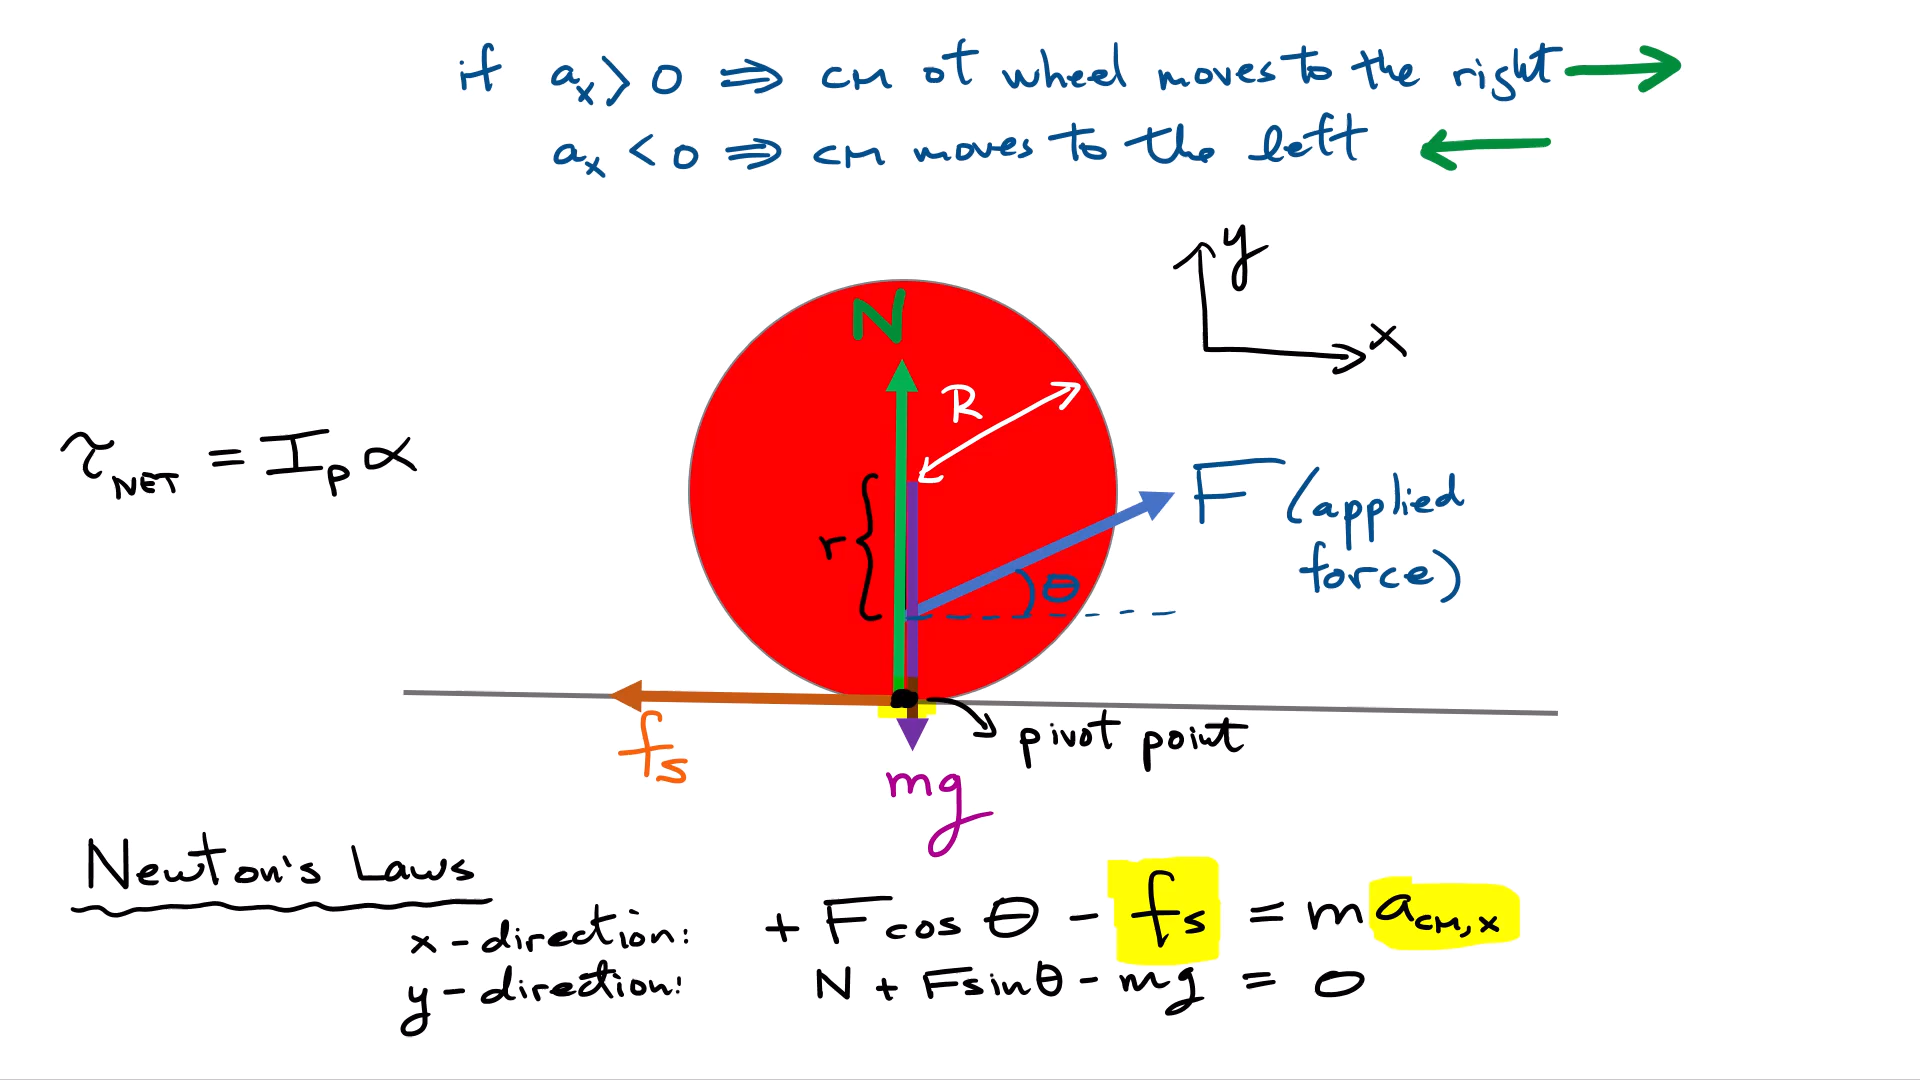 if aₓ > 0 ⇒ CM of wheel moves to the right →
aₓ < 0 ⇒ CM moves to the left ←
y
x
N
R
τ_NET = I_p α
r
F (applied force)
θ
pivot point
f_s
mg
Newton's Laws
x - direction: + F cos θ - f_s = m a_CM,x
y - direction: N + F sin θ - mg = 0